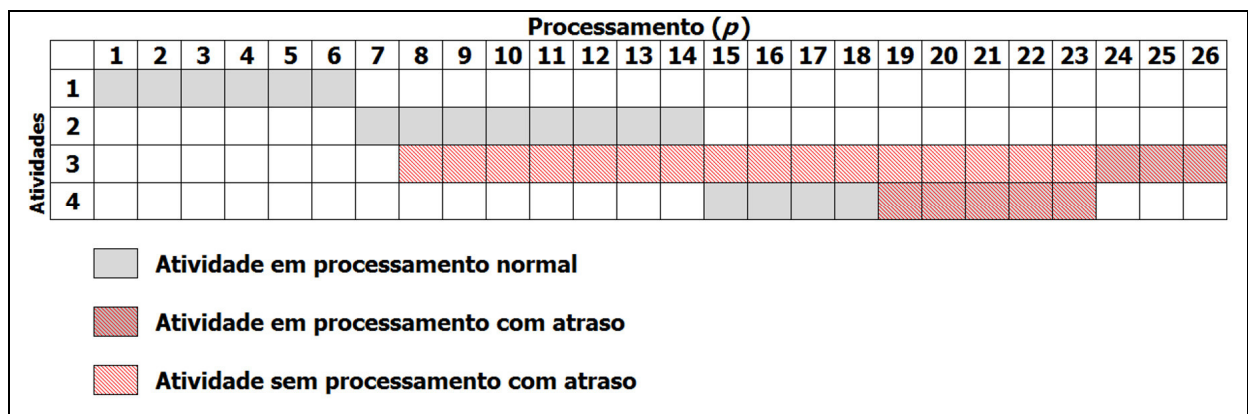 Processamento (p)
1 2 3 4 5 6 7 8 9 10 11 12 13 14 15 16 17 18 19 20 21 22 23 24 25 26
Atividades
1
2
3
4
Atividade em processamento normal
Atividade em processamento com atraso
Atividade sem processamento com atraso